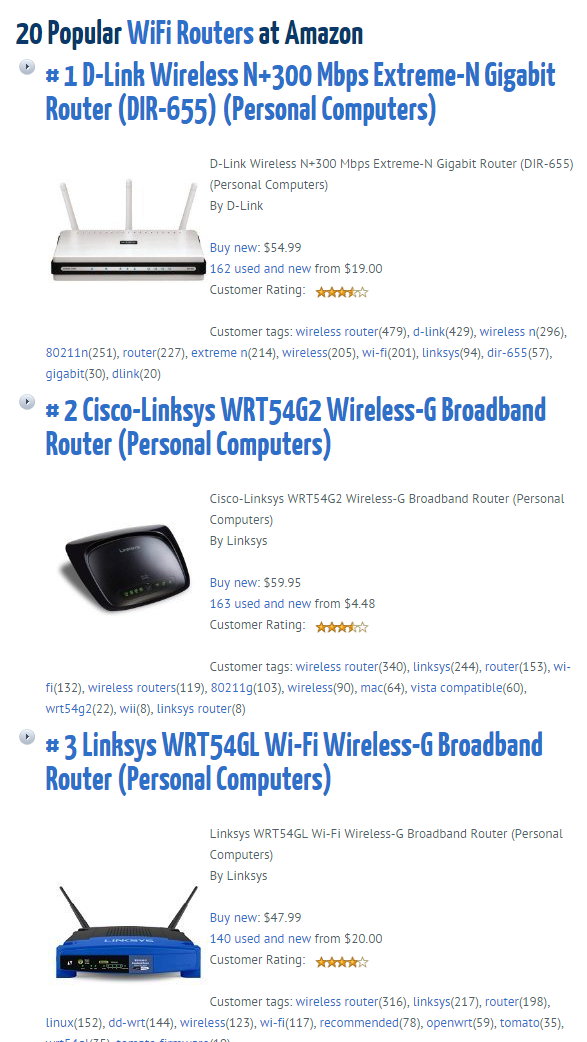 20 Popular WiFi Routers at Amazon
# 1 D-Link Wireless N+300 Mbps Extreme-N Gigabit
Router (DIR-655) (Personal Computers)
D-Link Wireless N+300 Mbps Extreme-N Gigabit Router (DIR-655)
(Personal Computers)
By D-Link
Buy new: $54.99
162 used and new from $19.00
Customer Rating:
Customer tags: wireless router(479), d-link(429), wireless n(296),
80211n(251), router(227), extreme n(214), wireless(205), wi-fi(201), linksys(94), dir-655(57),
gigabit(30), dlink(20)
# 2 Cisco-Linksys WRT54G2 Wireless-G Broadband
Router (Personal Computers)
Cisco-Linksys WRT54G2 Wireless-G Broadband Router (Personal
Computers)
By Linksys
Linksys
Buy new: $59.95
163 used and new from $4.48
Customer Rating:
Customer tags: wireless router(340), linksys(244), router(153), wi-
fi(132), wireless routers(119), 80211g(103), wireless(90), mac(64), vista compatible(60),
wrt54g2(22), wii(8), linksys router(8)
# 3 Linksys WRT54GL Wi-Fi Wireless-G Broadband
Router (Personal Computers)
Linksys WRT54GL Wi-Fi Wireless-G Broadband Router (Personal
Computers)
By Linksys
Buy new: $47.99
LINKSYS
140 used and new from $20.00
Customer Rating:
Customer tags: wireless router(316), linksys(217), router(198),
linux(152), dd-wrt(144), wireless(123), wi-fi(117), recommended(78), openwrt(59), tomato(35),